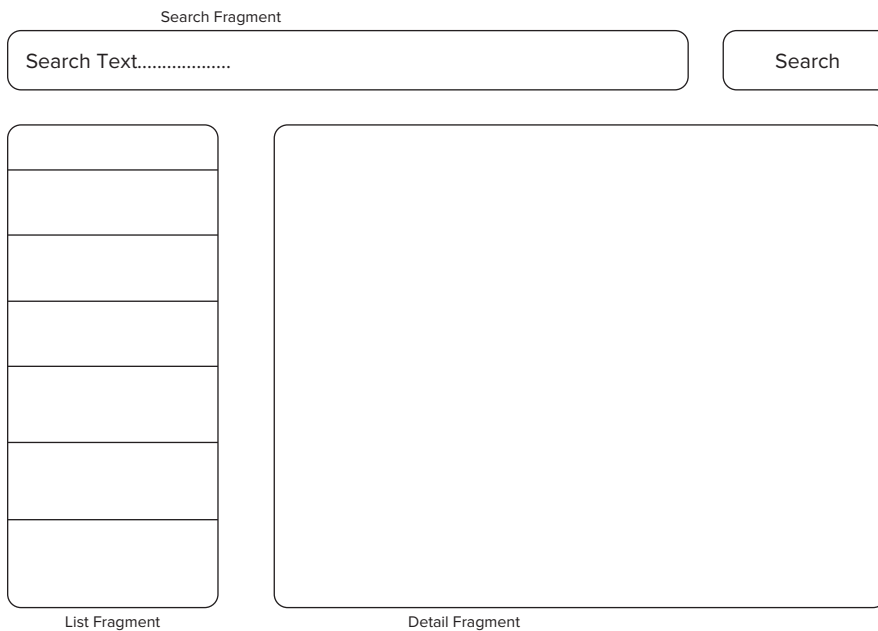 Search Fragment
Search Text...................
Search
List Fragment
Detail Fragment